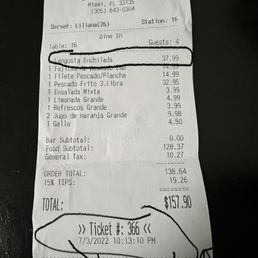 Miami, FL 33135
(305) 643-0304
Server: Liliana(26) Station: 16
Dine In
Table: 16 Guests: 4
1 Langosta Enchilada 37.99
1 Fajita 14.99
1 Filete Pescado/Plancha 14.99
1 Pescado Frito 3.Libra 32.95
1 Ensalada Mixta 3.99
1 Limonada Grande 4.99
1 Refresco Grande 3.99
2 Jugo de naranja Grande 9.98
1 Gallo 4.50
Bar Subtotal: 0.00
Food Subtotal: 128.37
General Tax: 10.27
ORDER TOTAL: 138.64
15% TIPS: 19.26
TOTAL: $157.90
>> Ticket #: 366 <<
7/3/2022 10:13:10 PM